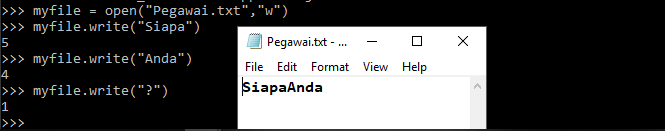 >>> myfile = open("Pegawai.txt","w")
>>> myfile.write("Siapa")
5
>>> myfile.write("Anda")
4
>>> myfile.write("?")
1
>>>
Pegawai.txt - ...
File Edit Format View Help
SiapaAnda